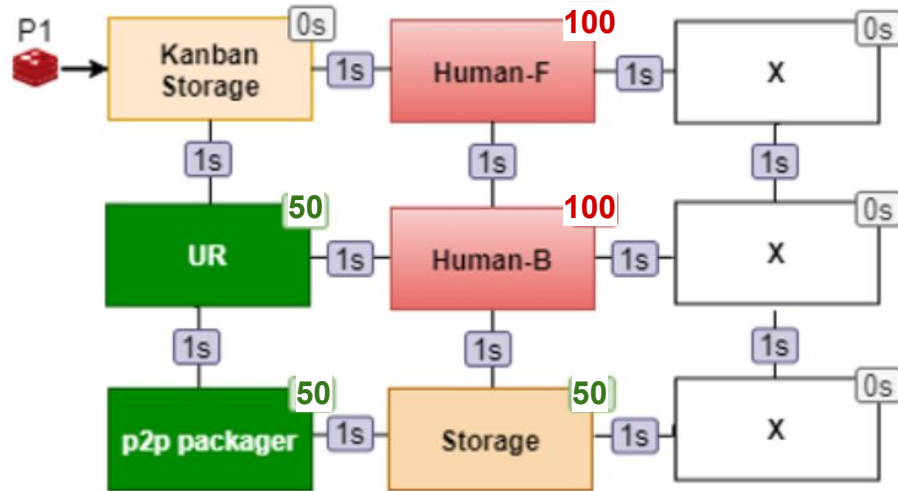 P1
0s
100
0s
Kanban
Storage
1s
Human-F
1s
X
1s
1s
1s
50
100
0s
UR
1s
Human-B
1s
X
1s
1s
1s
50
50
0s
p2p packager
1s
Storage
1s
X